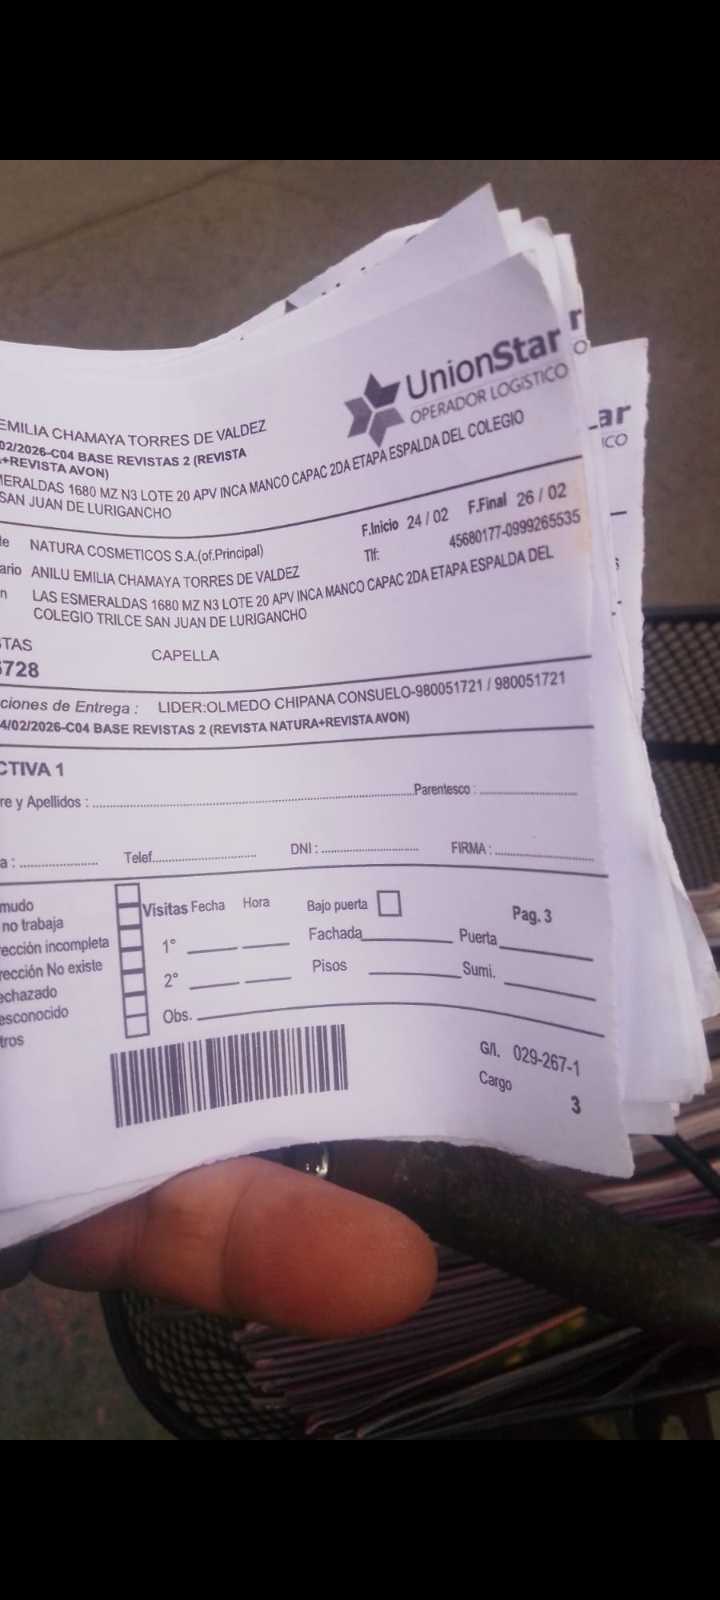 UnionStar
OPERADOR LOGÍSTICO
EMILIA CHAMAYA TORRES DE VALDEZ
02/2026-C04 BASE REVISTAS 2 (REVISTA
+REVISTA AVON)
MERALDAS 1680 MZ N3 LOTE 20 APV INCA MANCO CAPAC 2DA ETAPA ESPALDA DEL COLEGIO
SAN JUAN DE LURIGANCHO
F.Inicio 24 / 02 F.Final 26 / 02
NATURA COSMETICOS S.A.(of.Principal)
Tlf: 45680177-0999265535
ario ANILU EMILIA CHAMAYA TORRES DE VALDEZ
n LAS ESMERALDAS 1680 MZ N3 LOTE 20 APV INCA MANCO CAPAC 2DA ETAPA ESPALDA DEL
COLEGIO TRILCE SAN JUAN DE LURIGANCHO
STAS
CAPELLA
6728
ciones de Entrega : LIDER:OLMEDO CHIPANA CONSUELO-980051721 / 980051721
4/02/2026-C04 BASE REVISTAS 2 (REVISTA NATURA+REVISTA AVON)
CTIVA 1
re y Apellidos : Parentesco :
a : Telef. DNI : FIRMA :
mudo
no trabaja
rección incompleta
rección No existe
echazado
esconocido
tros
Visitas Fecha Hora Bajo puerta Pag. 3
1° Fachada Puerta
2° Pisos Sumi.
Obs.
G/I. 029-267-1
Cargo 3
r
O
ar
ICO